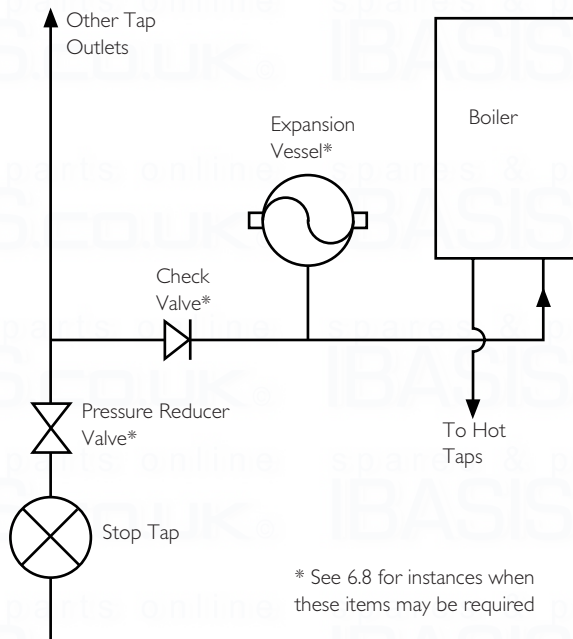 Other Tap
Outlets
Boiler
Expansion
Vessel*
Check
Valve*
Pressure Reducer
Valve*
To Hot
Taps
Stop Tap
* See 6.8 for instances when
these items may be required